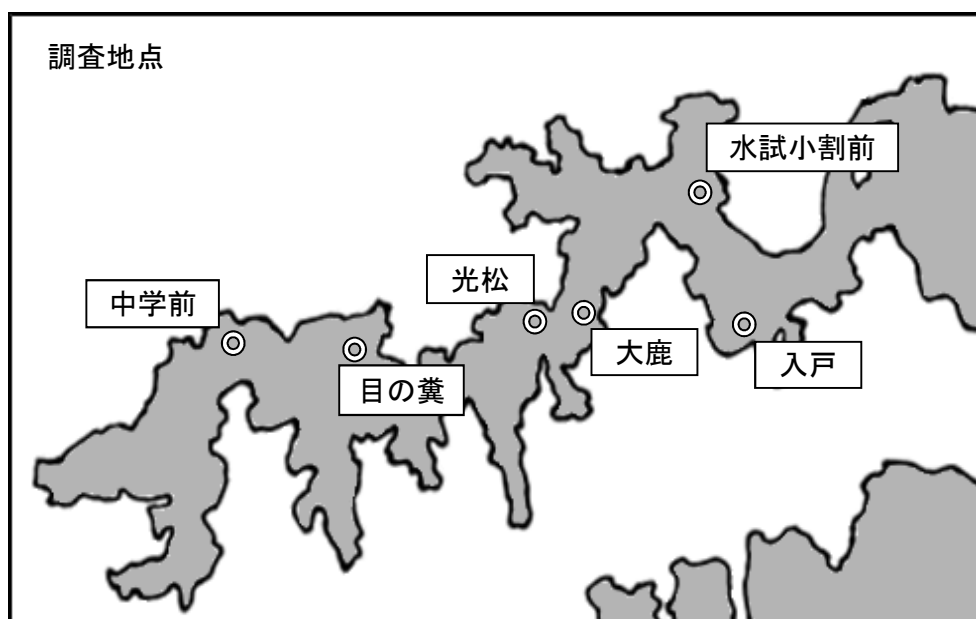 調査地点
水試小割前
光松
中学前
大鹿
入戸
目の糞